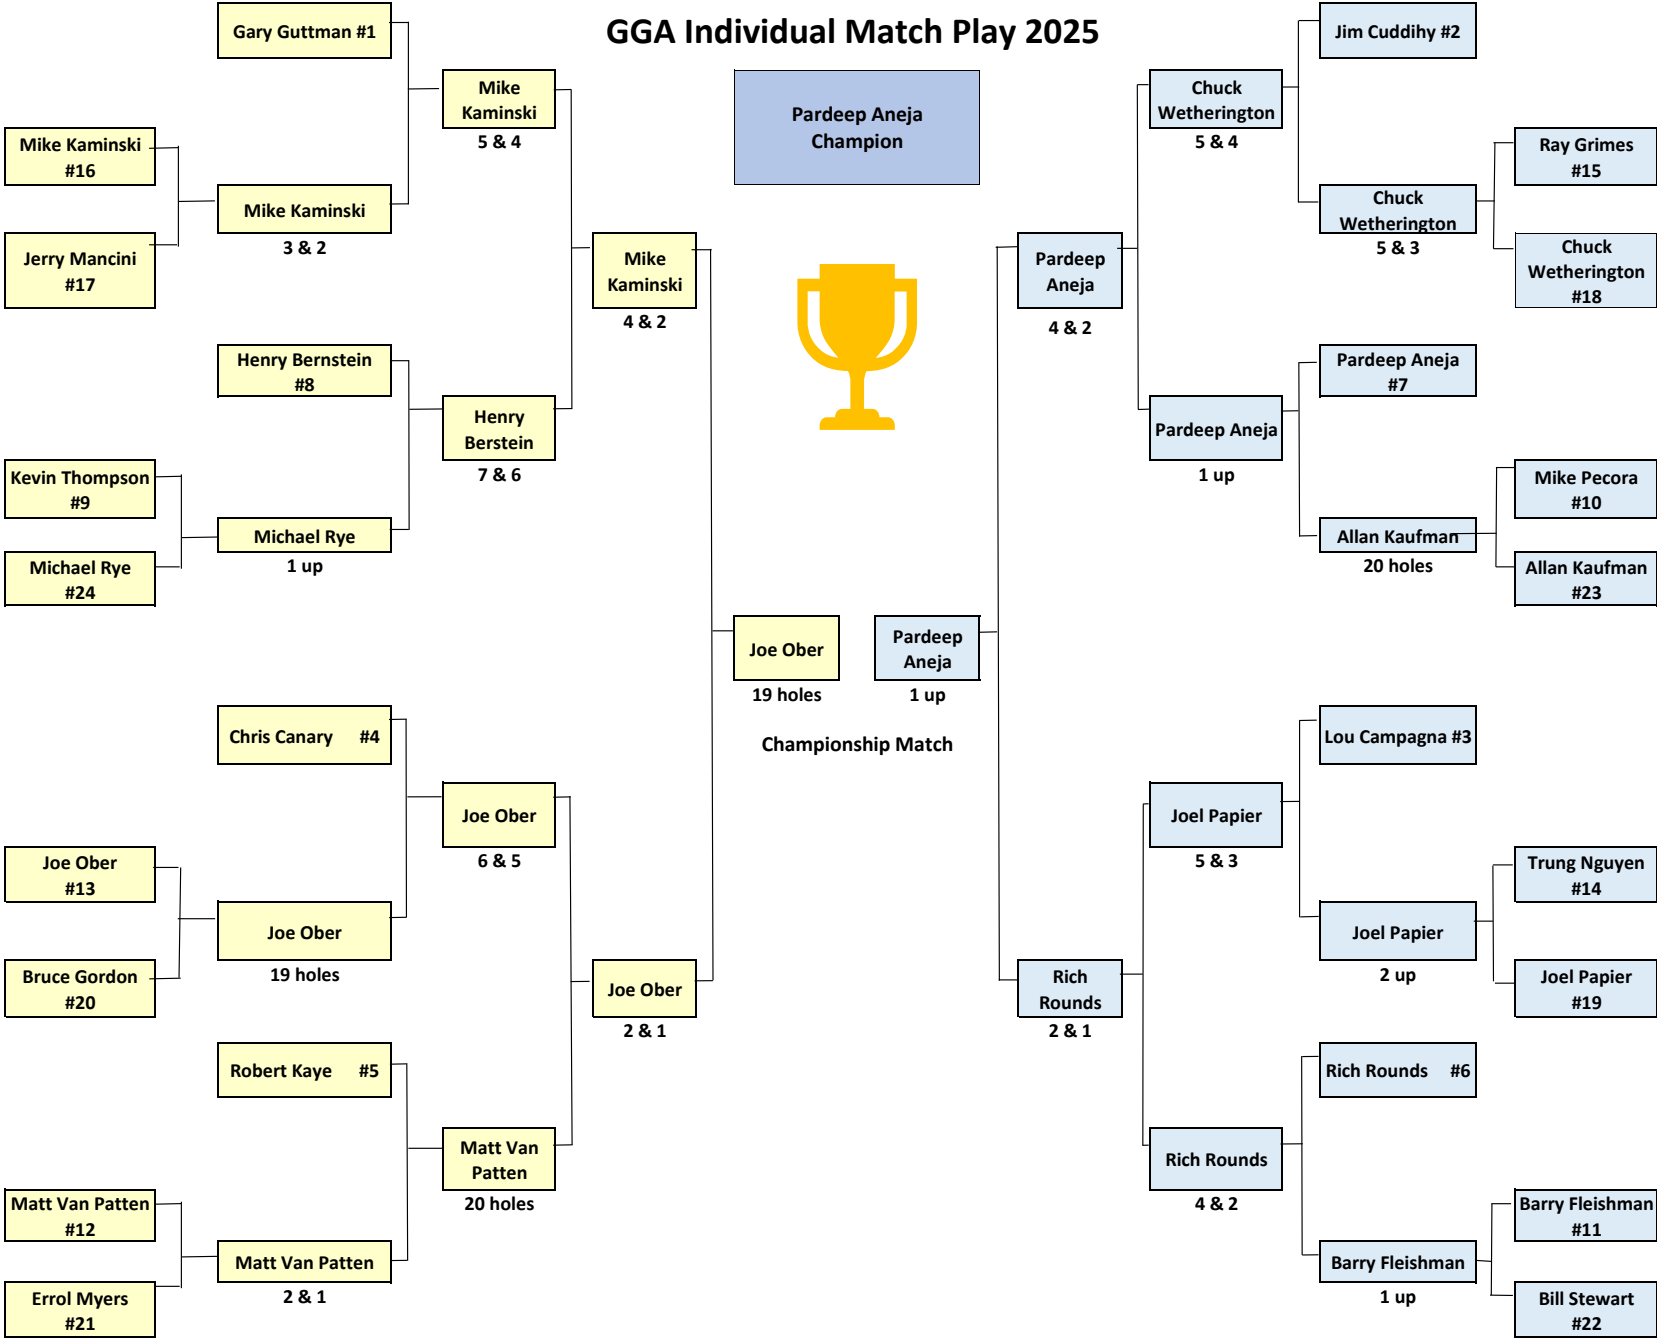 GGA Individual Match Play 2025
Pardeep Aneja
Champion
Gary Guttman #1
Mike
Kaminski
5 & 4
Mike Kaminski
#16
Mike Kaminski
3 & 2
Jerry Mancini
#17
Mike
Kaminski
4 & 2
Henry Bernstein
#8
Henry
Berstein
7 & 6
Kevin Thompson
#9
Michael Rye
1 up
Michael Rye
#24
Joe Ober
19 holes
Chris Canary #4
Joe Ober
6 & 5
Joe Ober
#13
Joe Ober
19 holes
Bruce Gordon
#20
Joe Ober
2 & 1
Robert Kaye #5
Matt Van
Patten
20 holes
Matt Van Patten
#12
Matt Van Patten
2 & 1
Errol Myers
#21
Pardeep
Aneja
1 up
Championship Match
Jim Cuddihy #2
Chuck
Wetherington
5 & 4
Ray Grimes
#15
Chuck
Wetherington
5 & 3
Chuck
Wetherington
#18
Pardeep
Aneja
4 & 2
Pardeep Aneja
#7
Pardeep Aneja
1 up
Mike Pecora
#10
Allan Kaufman
20 holes
Allan Kaufman
#23
Lou Campagna #3
Joel Papier
5 & 3
Trung Nguyen
#14
Joel Papier
2 up
Joel Papier
#19
Rich
Rounds
2 & 1
Rich Rounds #6
Rich Rounds
4 & 2
Barry Fleishman
#11
Barry Fleishman
1 up
Bill Stewart
#22